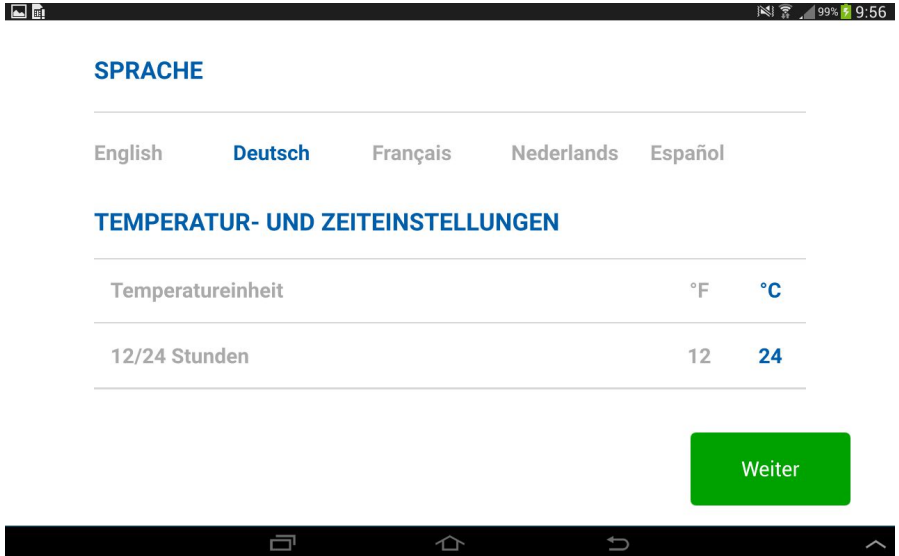 99% 9:56
SPRACHE
English Deutsch Français Nederlands Español
TEMPERATUR- UND ZEITEINSTELLUNGEN
Temperatureinheit °F °C
12/24 Stunden 12 24
Weiter